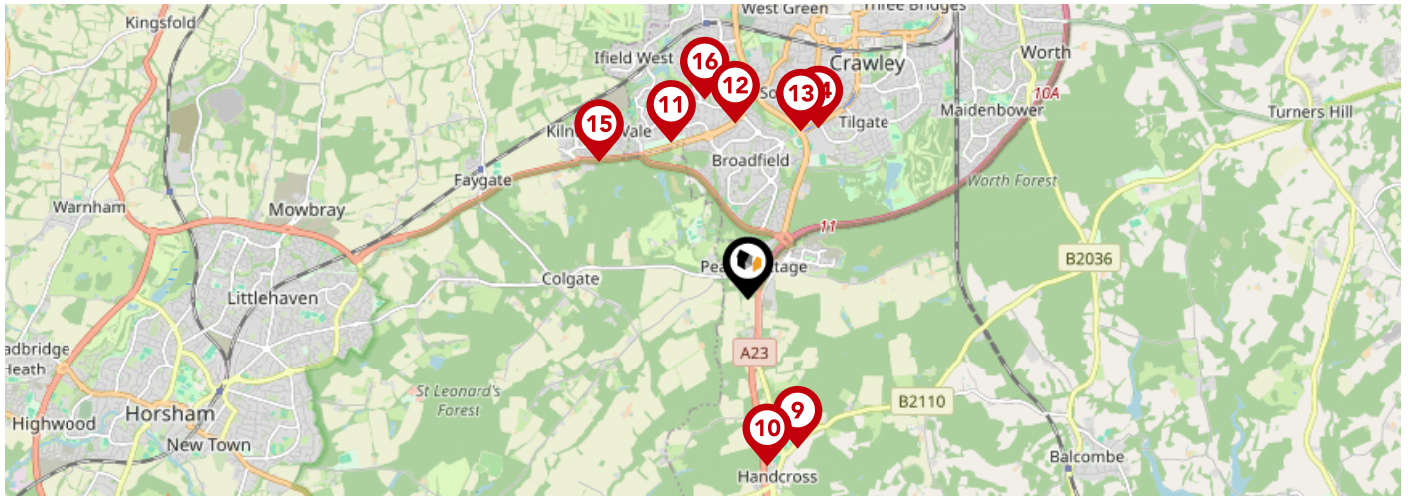 Kingsfold
West Green
Three Bridges
Ifield West
Crawley
Worth
16
12
13
4
10A
11
15
Maidenbower
Turners Hill
Tilgate
Broadfield
Faygate
Worth Forest
Warnham
Mowbray
11
B2036
Colgate
Littlehaven
A23
adbridge
Heath
St Leonard's
Forest
B2110
9
10
Horsham
Highwood
New Town
Balcombe
Handcross